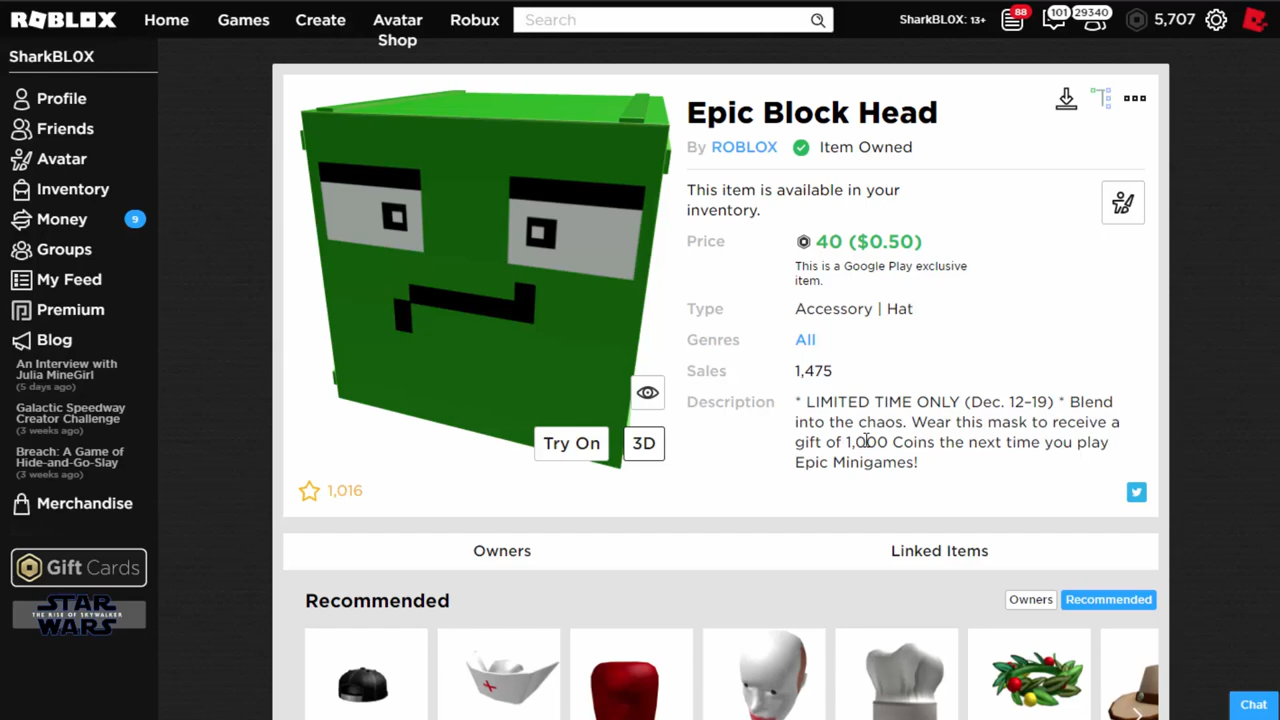 ROBLOX
Home
Games
Create
Avatar
Shop
Robux
Search
SharkBLOX: 13+
88
101
29340
5,707
SharkBL0X
Profile
Friends
Avatar
Inventory
Money
9
Groups
My Feed
Premium
Blog
An Interview with
Julia MineGirl
(5 days ago)
Galactic Speedway
Creator Challenge
(3 weeks ago)
Breach: A Game of
Hide-and-Go-Slay
(3 weeks ago)
Merchandise
Gift Cards
STAR
THE RISE OF SKYWALKER
WARS
Epic Block Head
By ROBLOX Item Owned
This item is available in your
inventory.
Price 40 ($0.50)
This is a Google Play exclusive
item.
Type Accessory | Hat
Genres All
Sales 1,475
Description * LIMITED TIME ONLY (Dec. 12–19) * Blend
into the chaos. Wear this mask to receive a
gift of 1,000 Coins the next time you play
Epic Minigames!
Try On
3D
1,016
Owners
Linked Items
Recommended
Owners
Recommended
Chat